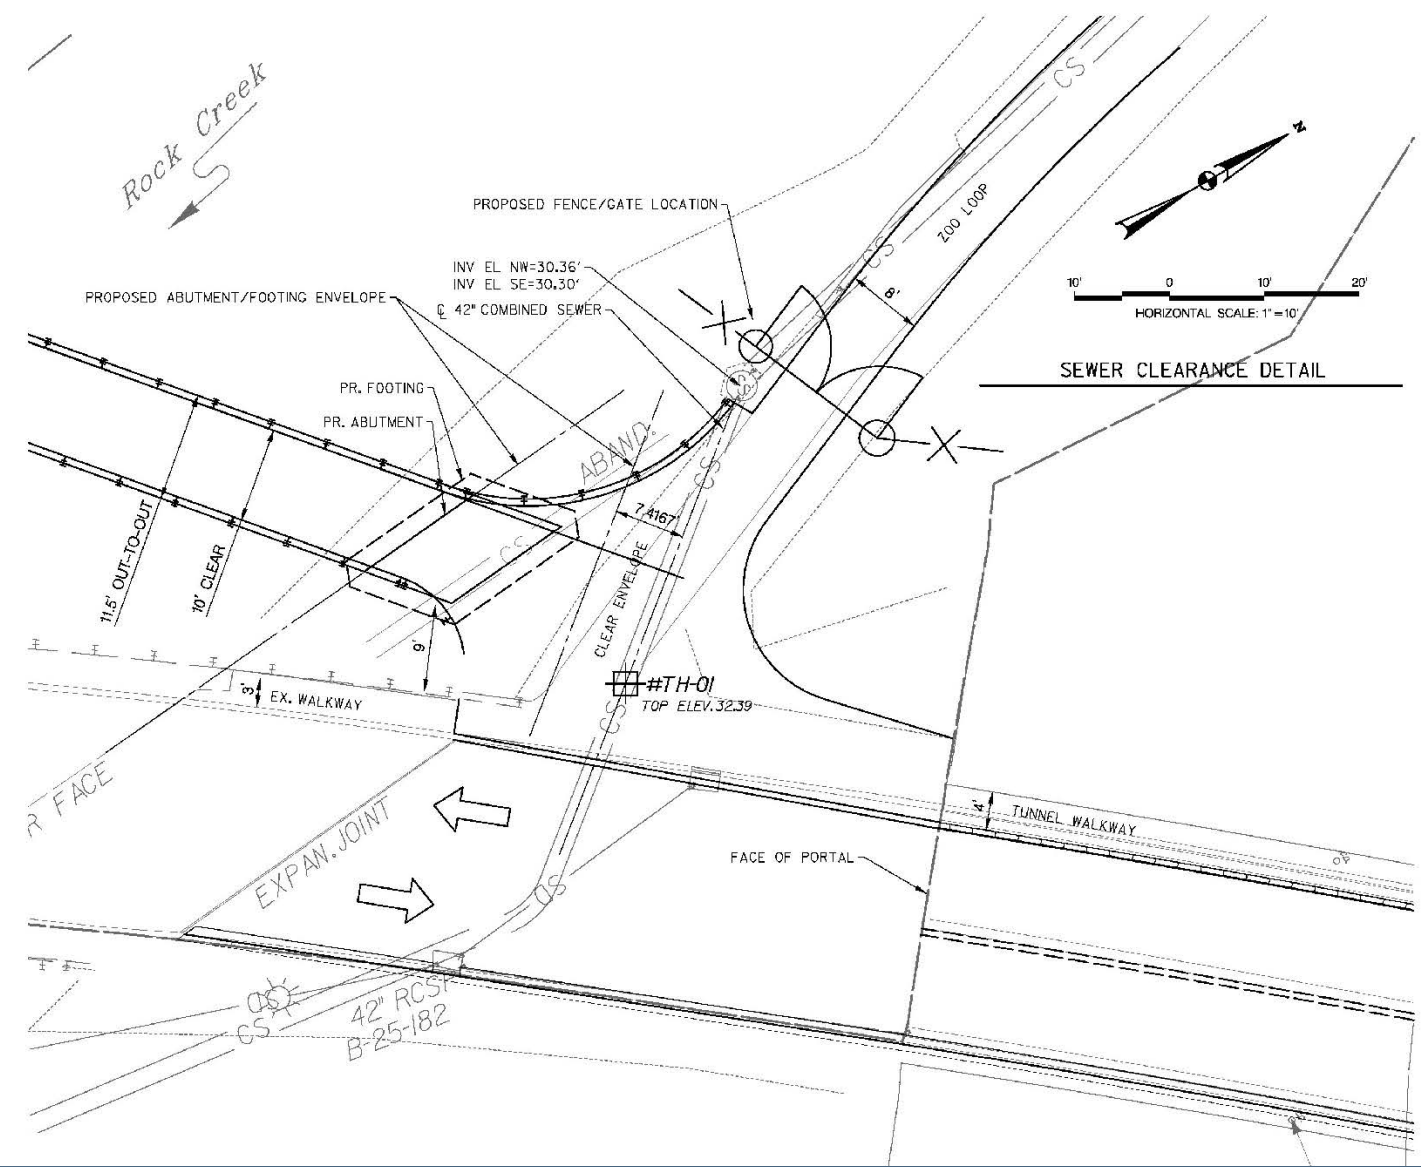 Rock Creek
PROPOSED FENCE/GATE LOCATION
INV EL NW=30.36'
INV EL SE=30.30'
℄ 42" COMBINED SEWER
PROPOSED ABUTMENT/FOOTING ENVELOPE
PR. FOOTING
PR. ABUTMENT
ZOO LOOP
8'
CS
CS
N
10' 0 10' 20'
HORIZONTAL SCALE: 1"=10'
SEWER CLEARANCE DETAIL
ABAND.
CS
CS
7.4167'
CLEAR ENVELOPE
11.5' OUT-TO-OUT
10' CLEAR
9'
3'
EX. WALKWAY
#TH-01
TOP ELEV.32.39
CS
R FACE
EXPAN.JOINT
4'
TUNNEL WALKWAY
FACE OF PORTAL
CS
42" RCSP
B-25-182